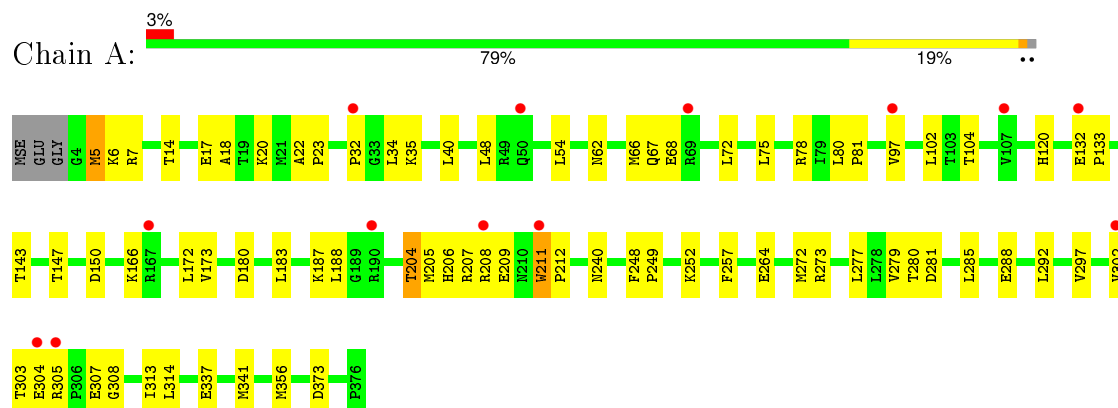 3%
Chain A:
79% 19% ••
MSE GLU GLY G4 M5 K6 R7 T14 E17 A18 T19 K20 M21 A22 P23 P32 G33 L34 K35 L40 L48 R49 Q50 L54 N62 M66 Q67 E68 R69 L72 L75 R78 I79 L80 P81 V97 L102 T103 T104 V107 H120 E132 P133
T143 T147 D150 K166 R167 L172 V173 D180 L183 K187 L188 G189 R190 T204 M205 H206 R207 R208 E209 N210 W211 P212 N240 F248 P249 K252 F257 E264 M272 R273 L277 L278 V279 T280 D281 L285 E288 L292 V297
T303 E304 R305 P306 E307 G308 I313 L314 E337 M341 M356 D373 P376